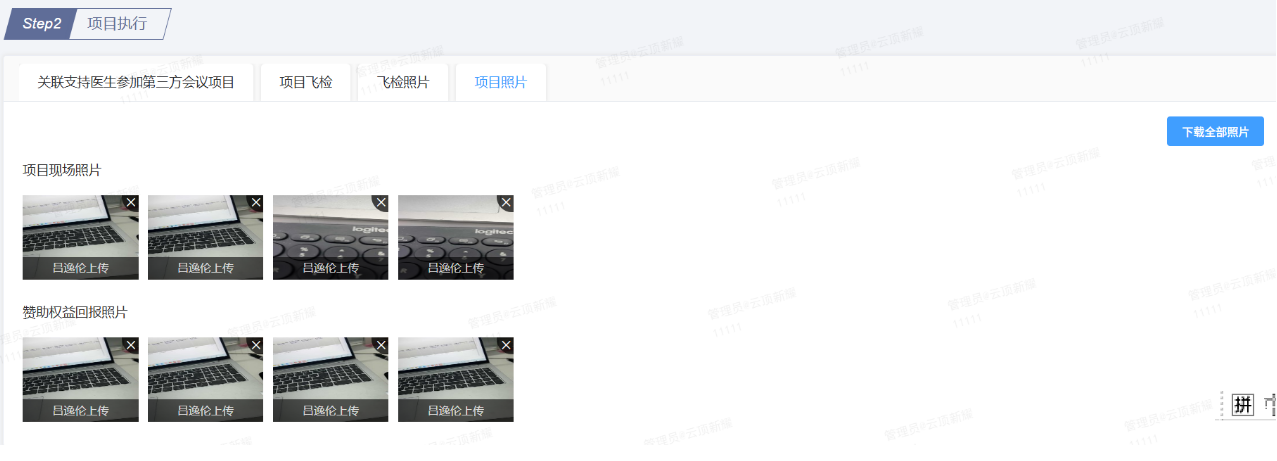 Step2 项目执行
关联支持医生参加第三方会议项目 项目飞检 飞检照片 项目照片
下载全部照片
项目现场照片
logitec logitec
吕逸伦上传 吕逸伦上传 吕逸伦上传 吕逸伦上传
赞助权益回报照片
吕逸伦上传 吕逸伦上传 吕逸伦上传 吕逸伦上传
拼